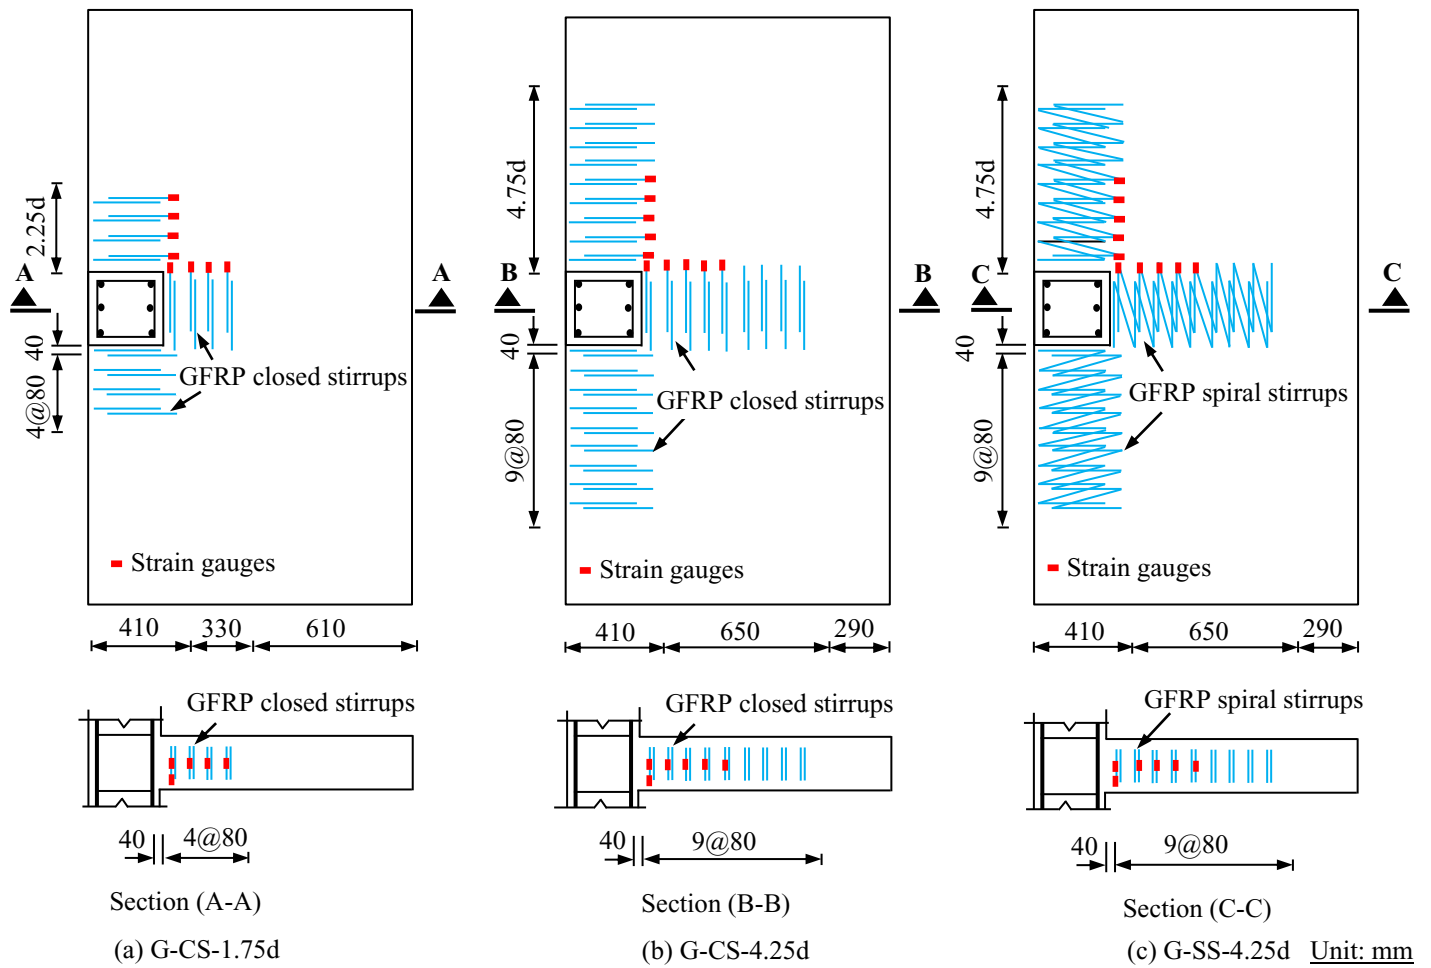 2.25d
A
A
40
4@80
GFRP closed stirrups
Strain gauges
410
330
610
GFRP closed stirrups
40
4@80
Section (A-A)
(a) G-CS-1.75d
4.75d
B
B
40
9@80
GFRP closed stirrups
Strain gauges
410
650
290
GFRP closed stirrups
40
9@80
Section (B-B)
(b) G-CS-4.25d
4.75d
C
C
40
9@80
GFRP spiral stirrups
Strain gauges
410
650
290
GFRP spiral stirrups
40
9@80
Section (C-C)
(c) G-SS-4.25d
Unit: mm